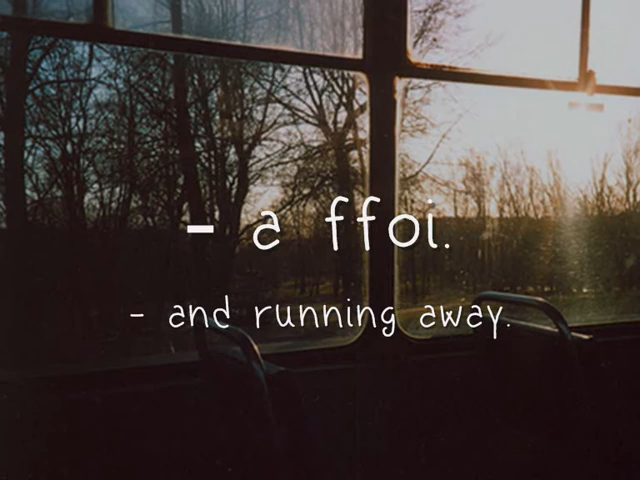 - a ffoi.
- and running away.